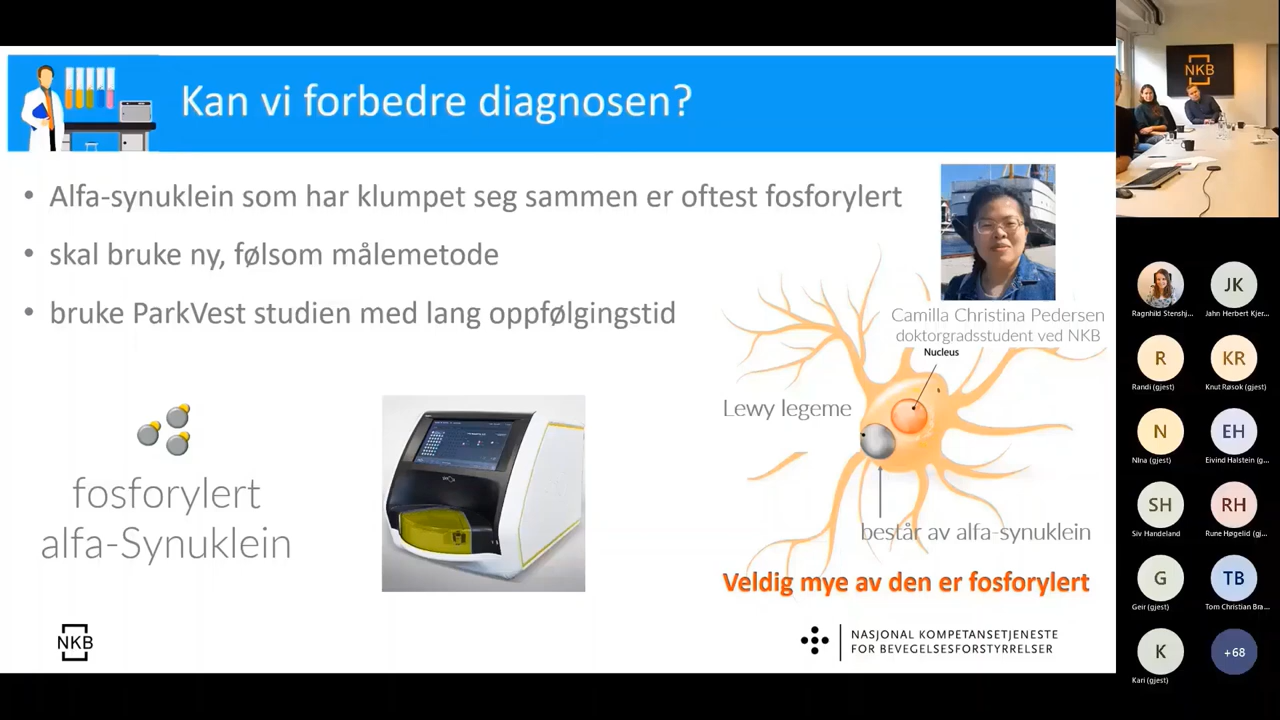 Kan vi forbedre diagnosen?
• Alfa-synuklein som har klumpet seg sammen er oftest fosforylert
• skal bruke ny, følsom målemetode
• bruke ParkVest studien med lang oppfølgingstid
Camilla Christina Pedersen
doktorgradsstudent ved NKB
Nucleus
Lewy legeme
fosforylert
alfa-Synuklein
består av alfa-synuklein
Veldig mye av den er fosforylert
NKB
NASJONAL KOMPETANSETJENESTE
FOR BEVEGELSESFORSTYRRELSER
NKB
Ragnhild Stenshj...
JK
Jahn Herbert Kjer...
R
Randi (gjest)
KR
Knut Røsok (gjest)
N
NIna (gjest)
EH
Eivind Halstein (g...
SH
Siv Handeland
RH
Rune Høgelid (gj...
G
Geir (gjest)
TB
Tom Christian Bra...
K
Kari (gjest)
+68